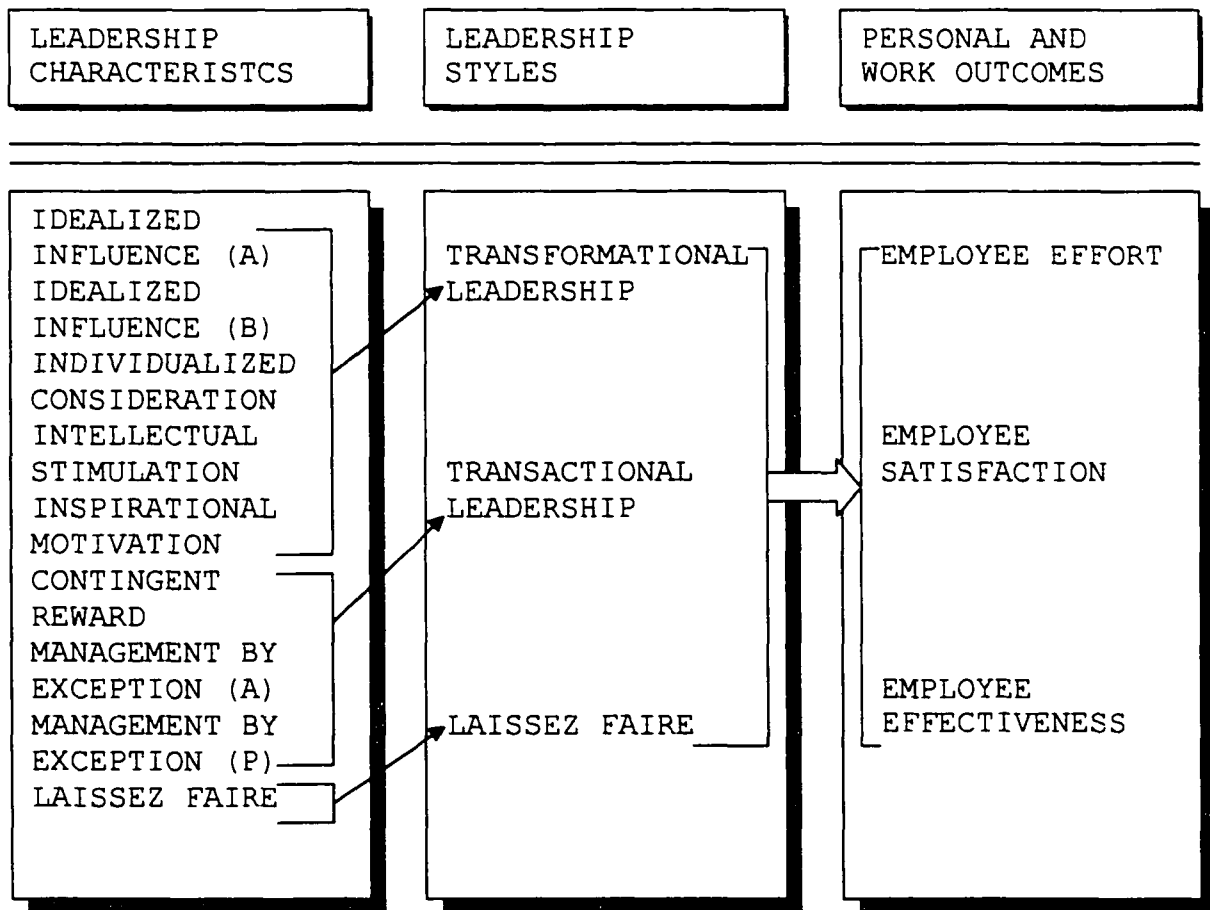 LEADERSHIP
CHARACTERISTCS
LEADERSHIP
STYLES
PERSONAL AND
WORK OUTCOMES
IDEALIZED
INFLUENCE (A)
IDEALIZED
INFLUENCE (B)
INDIVIDUALIZED
CONSIDERATION
INTELLECTUAL
STIMULATION
INSPIRATIONAL
MOTIVATION
CONTINGENT
REWARD
MANAGEMENT BY
EXCEPTION (A)
MANAGEMENT BY
EXCEPTION (P)
LAISSEZ FAIRE
TRANSFORMATIONAL
LEADERSHIP
TRANSACTIONAL
LEADERSHIP
LAISSEZ FAIRE
EMPLOYEE EFFORT
EMPLOYEE
SATISFACTION
EMPLOYEE
EFFECTIVENESS